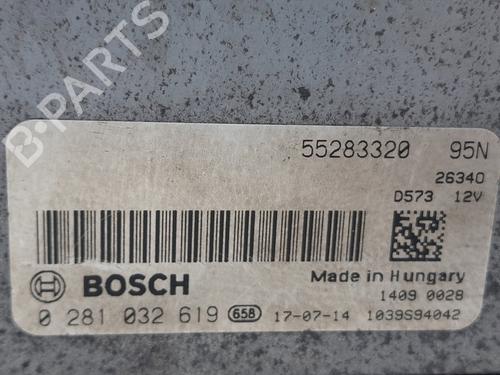 B-PARTS
55283320 95N
26340
D573 12V
BOSCH
Made in Hungary
1409 0028
0 281 032 619 658 17-07-14 1039S94042